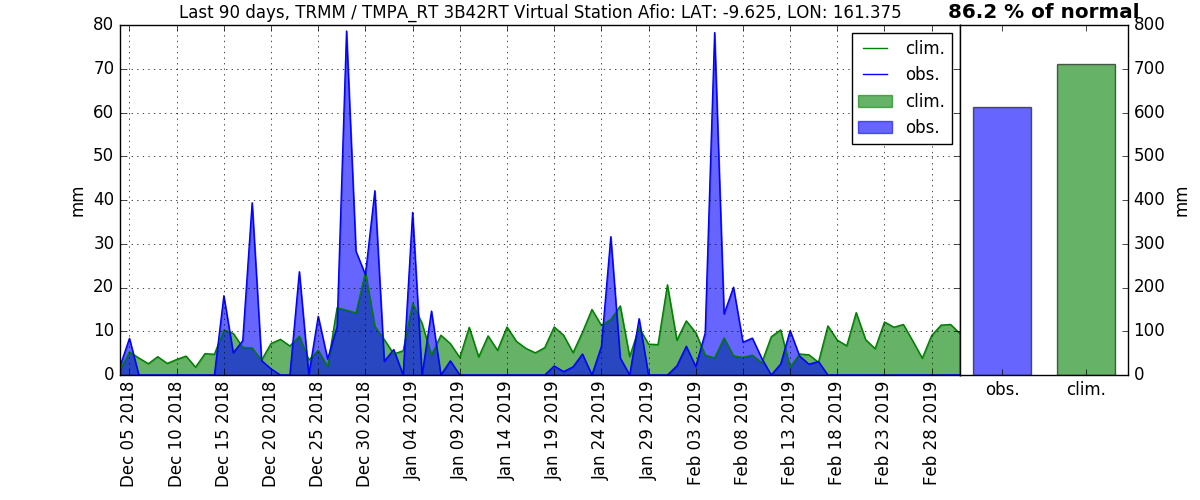 Last 90 days, TRMM / TMPA_RT 3B42RT Virtual Station Afio: LAT: -9.625, LON: 161.375
86.2 % of normal
80
70
60
50
40
30
20
10
0
mm
clim.
obs.
clim.
obs.
Dec 05 2018
Dec 10 2018
Dec 15 2018
Dec 20 2018
Dec 25 2018
Dec 30 2018
Jan 04 2019
Jan 09 2019
Jan 14 2019
Jan 19 2019
Jan 24 2019
Jan 29 2019
Feb 03 2019
Feb 08 2019
Feb 13 2019
Feb 18 2019
Feb 23 2019
Feb 28 2019
800
700
600
500
400
300
200
100
0
mm
obs.
clim.